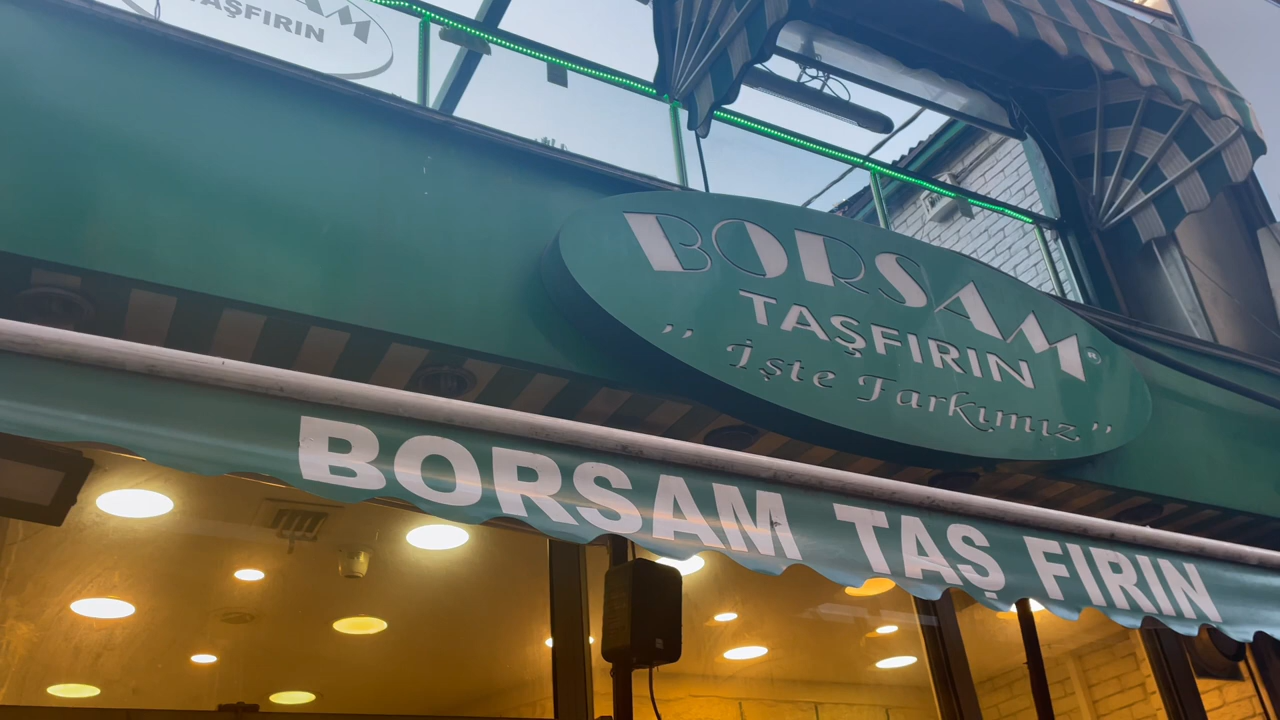 TAŞFIRIN
BORSAM®
TAŞFIRIN
,, İşte Farkımız ,,
BORSAM TAŞ FIRIN